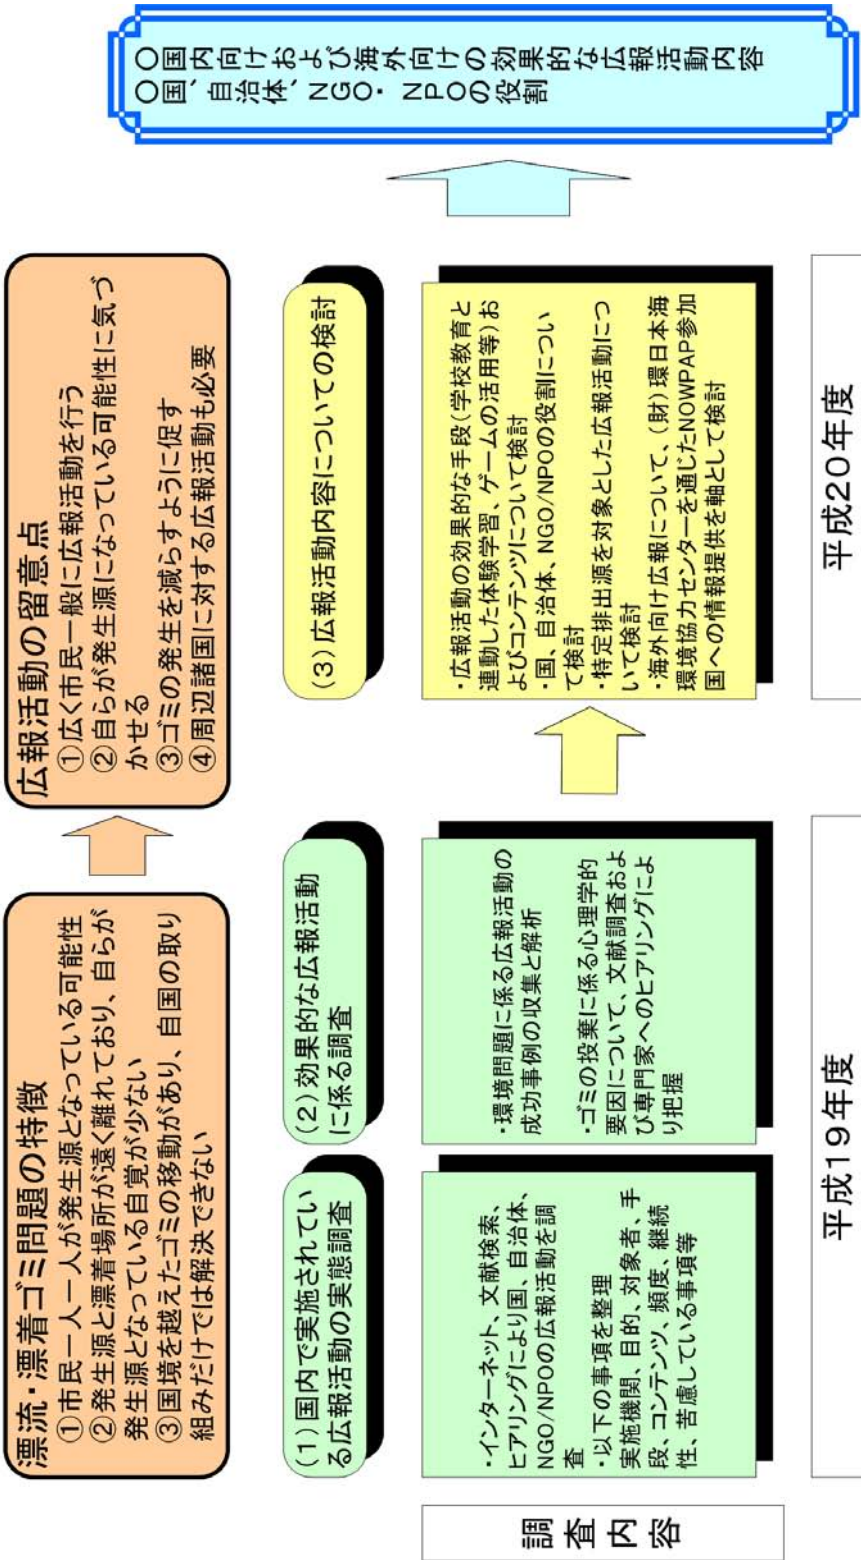 漂流・漂着ゴミ問題の特徴
①市民一人一人が発生源となっている可能性
②発生源と漂着場所が遠く離れており、自らが
発生源となっている自覚が少ない
③国境を越えたゴミの移動があり、自国の取り
組みだけでは解決できない
広報活動の留意点
①広く市民一般に広報活動を行う
②自らが発生源になっている可能性に気づ
かせる
③ゴミの発生を減らすように促す
④周辺諸国に対する広報活動も必要
(1)国内で実施されてい
る広報活動の実態調査
(2)効果的な広報活動
に係る調査
(3)広報活動内容についての検討
調査内容
・インターネット、文献検索、
ヒアリングにより国、自治体、
NGO/NPOの広報活動を調
査
・以下の事項を整理
実施機関、目的、対象者、手
段、コンテンツ、頻度、継続
性、苦慮している事項等
・環境問題に係る広報活動の
成功事例の収集と解析
・ゴミの投棄に係る心理学的
要因について、文献調査およ
び専門家へのヒアリングによ
り把握
・広報活動の効果的な手段(学校教育と
連動した体験学習、ゲームの活用等)お
よびコンテンツについて検討
・国、自治体、NGO/NPOの役割につい
て検討
・特定排出源を対象とした広報活動につ
いて検討
・海外向け広報について、(財)環日本海
環境協力センターを通じたNOWPAP参加
国への情報提供を軸として検討
平成19年度
平成20年度
○国内向けおよび海外向けの効果的な広報活動内容
○国、自治体、NGO・NPOの役割